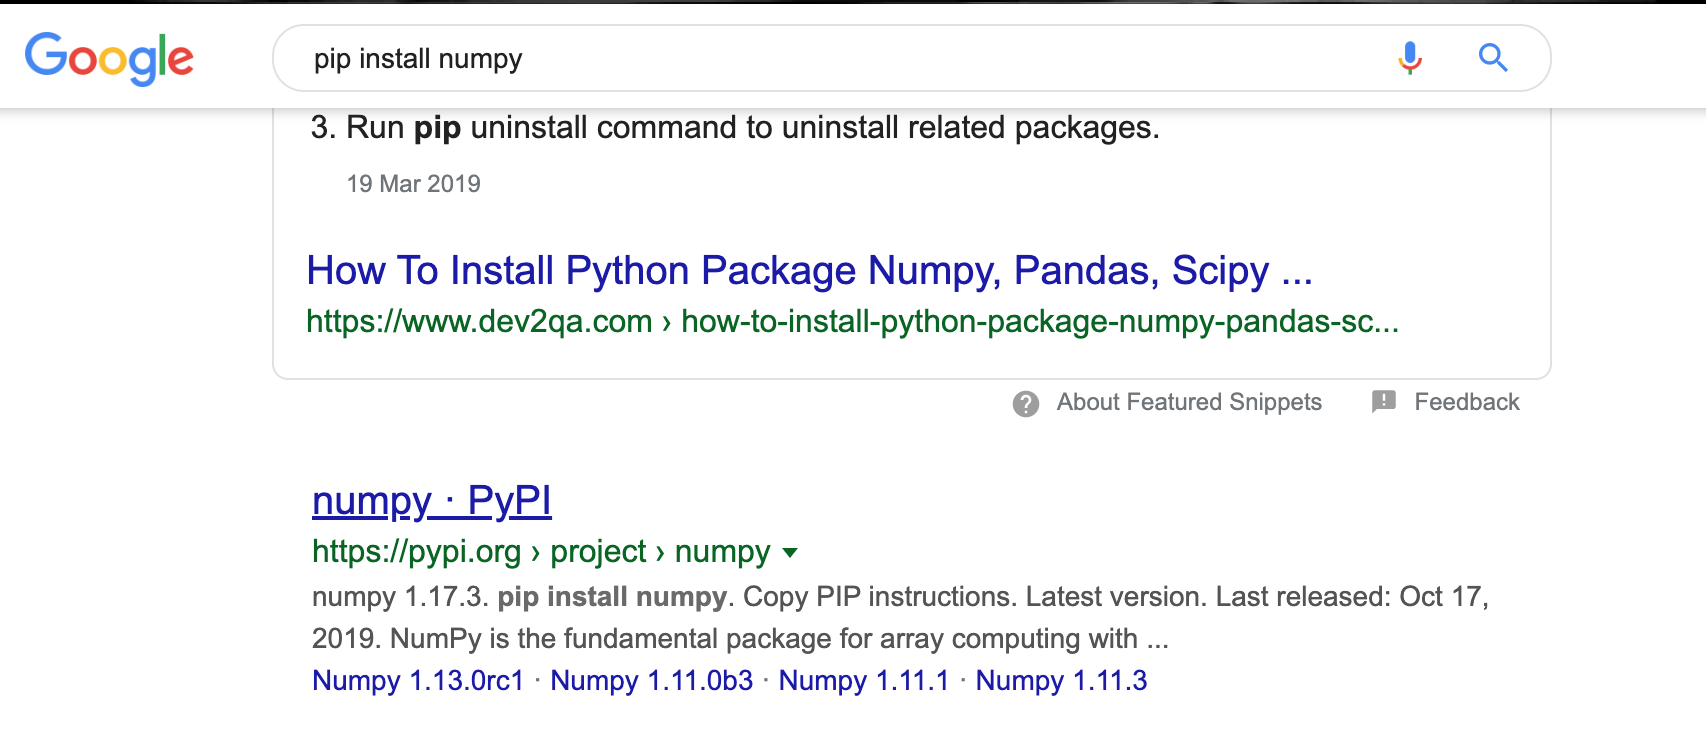 Google
pip install numpy
3. Run pip uninstall command to uninstall related packages.
19 Mar 2019
How To Install Python Package Numpy, Pandas, Scipy ...
https://www.dev2qa.com › how-to-install-python-package-numpy-pandas-sc...
About Featured Snippets Feedback
numpy · PyPI
https://pypi.org › project › numpy
numpy 1.17.3. pip install numpy. Copy PIP instructions. Latest version. Last released: Oct 17,
2019. NumPy is the fundamental package for array computing with ...
Numpy 1.13.0rc1 · Numpy 1.11.0b3 · Numpy 1.11.1 · Numpy 1.11.3